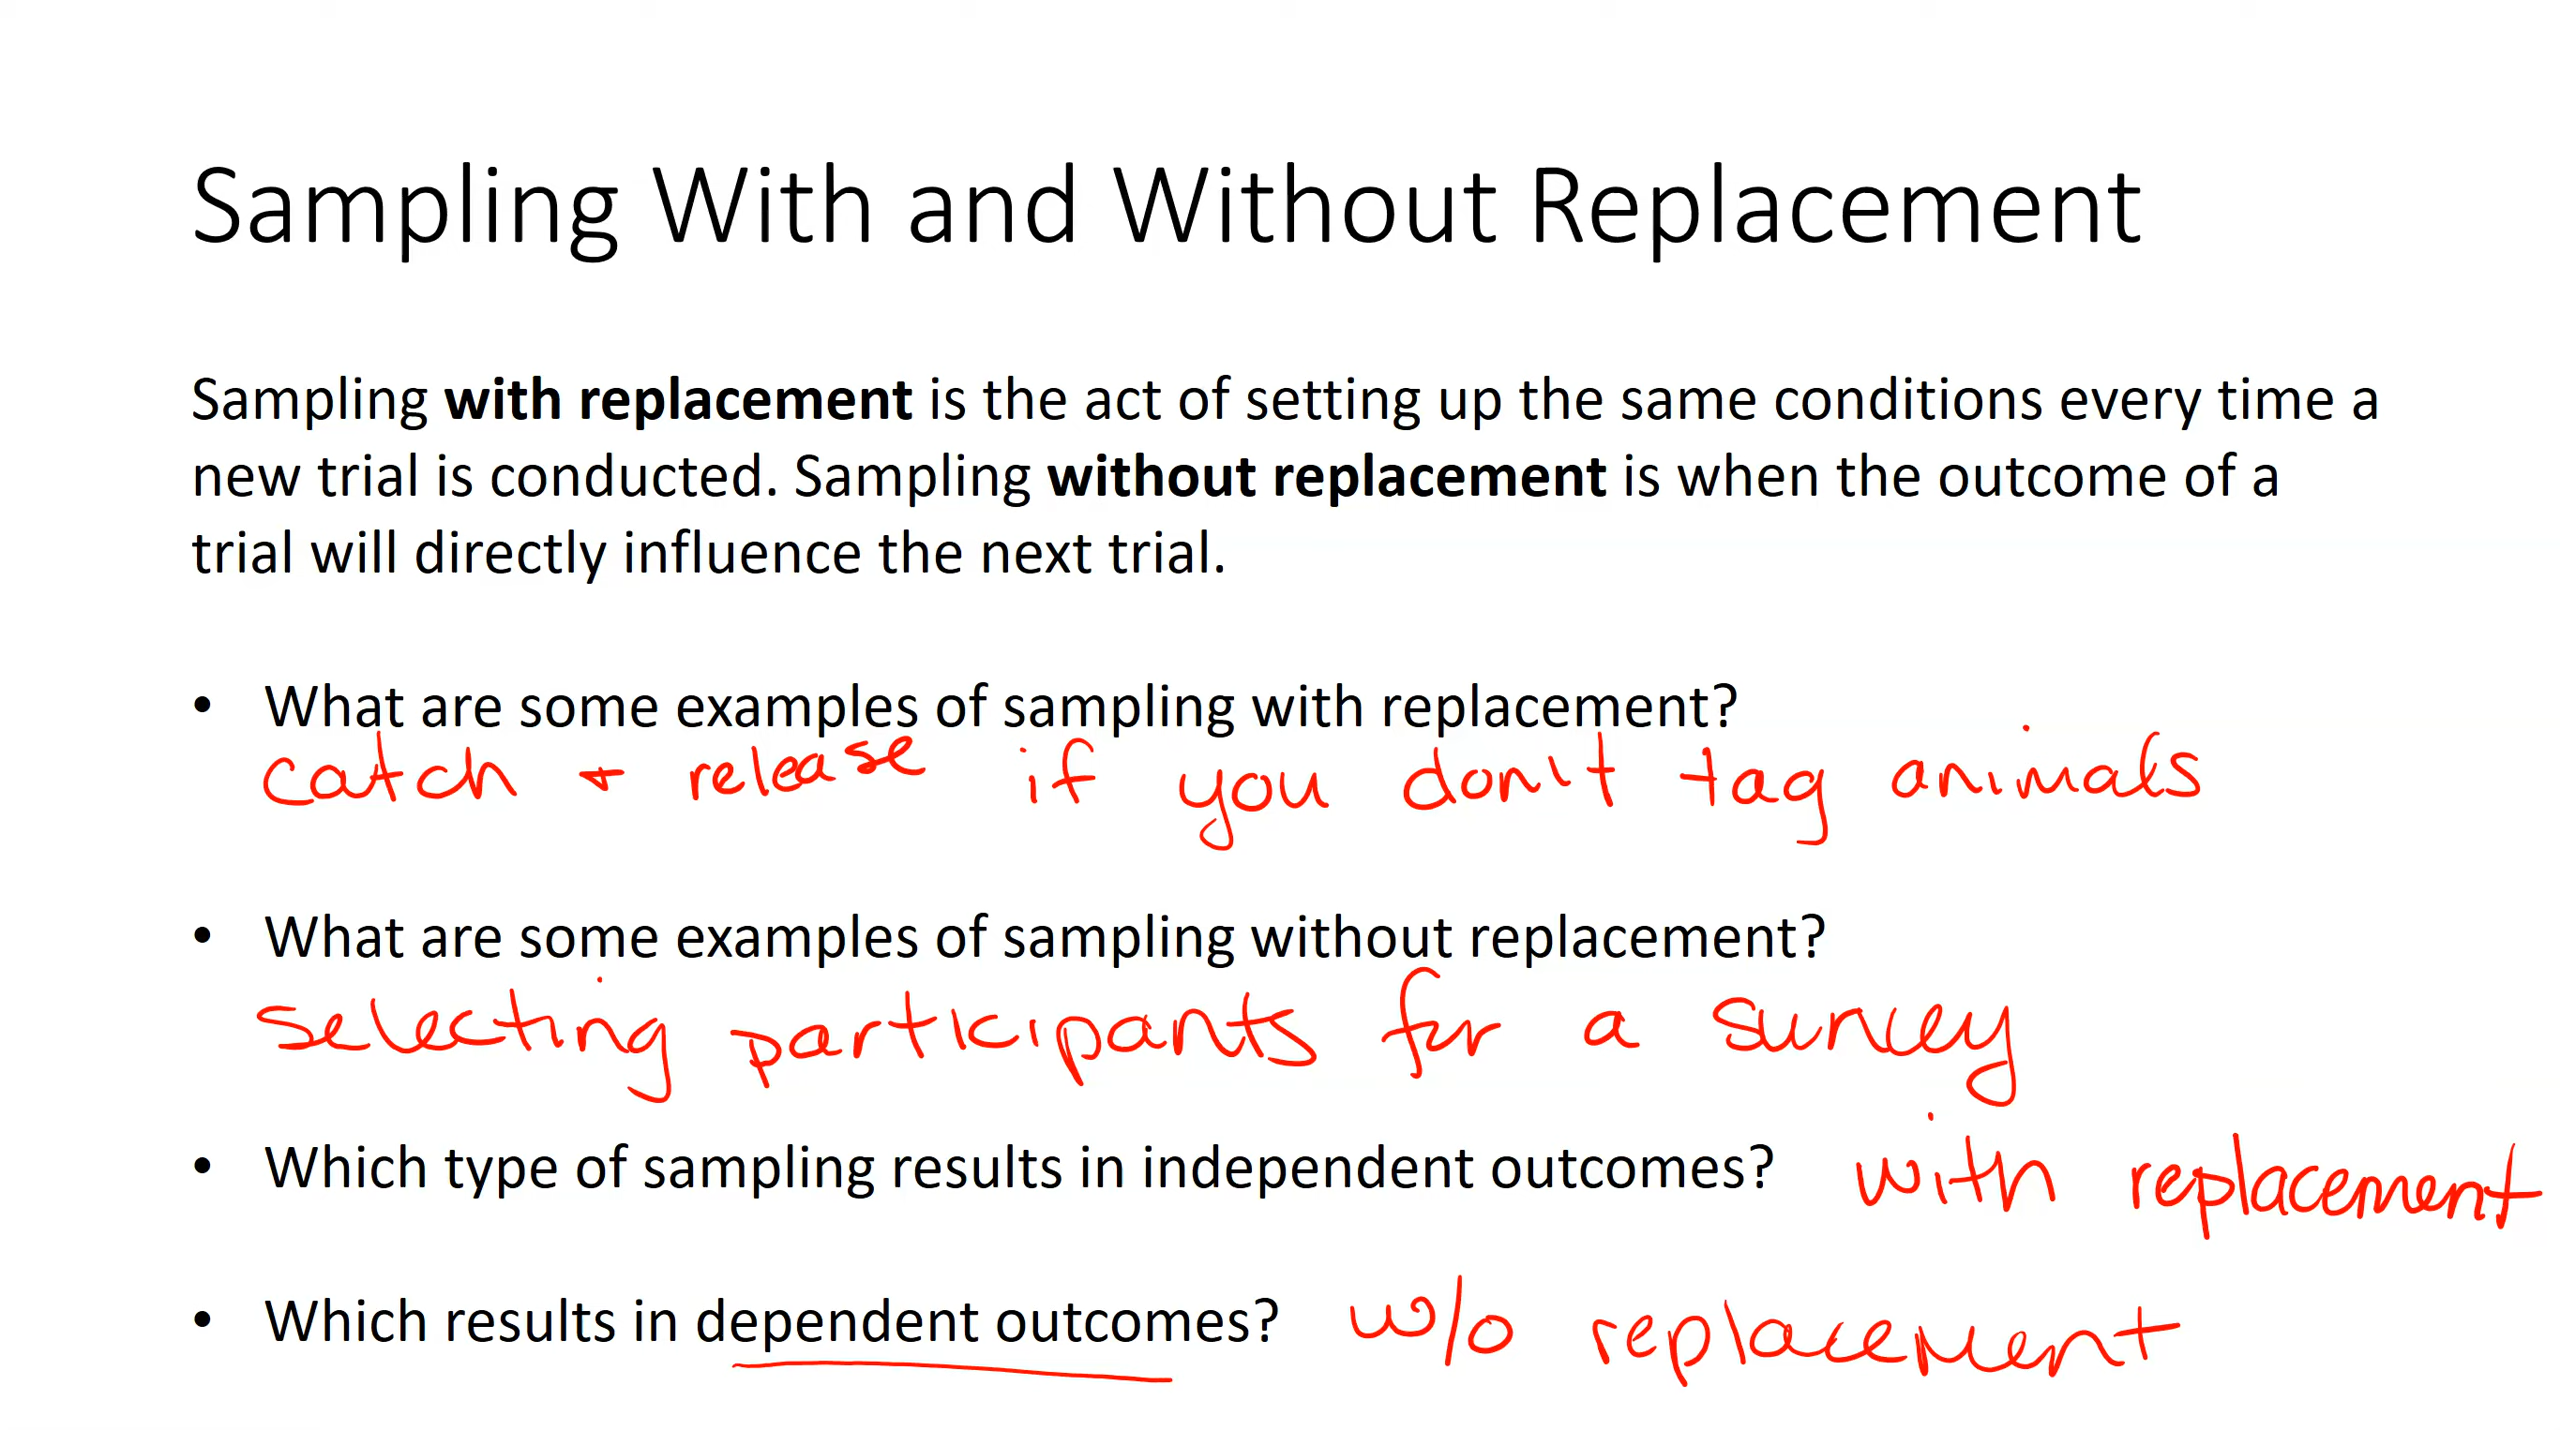 Sampling With and Without Replacement
Sampling with replacement is the act of setting up the same conditions every time a
new trial is conducted. Sampling without replacement is when the outcome of a
trial will directly influence the next trial.
• What are some examples of sampling with replacement?
catch + release if you don't tag animals
• What are some examples of sampling without replacement?
selecting participants for a survey
• Which type of sampling results in independent outcomes? with replacement
• Which results in dependent outcomes? w/o replacement